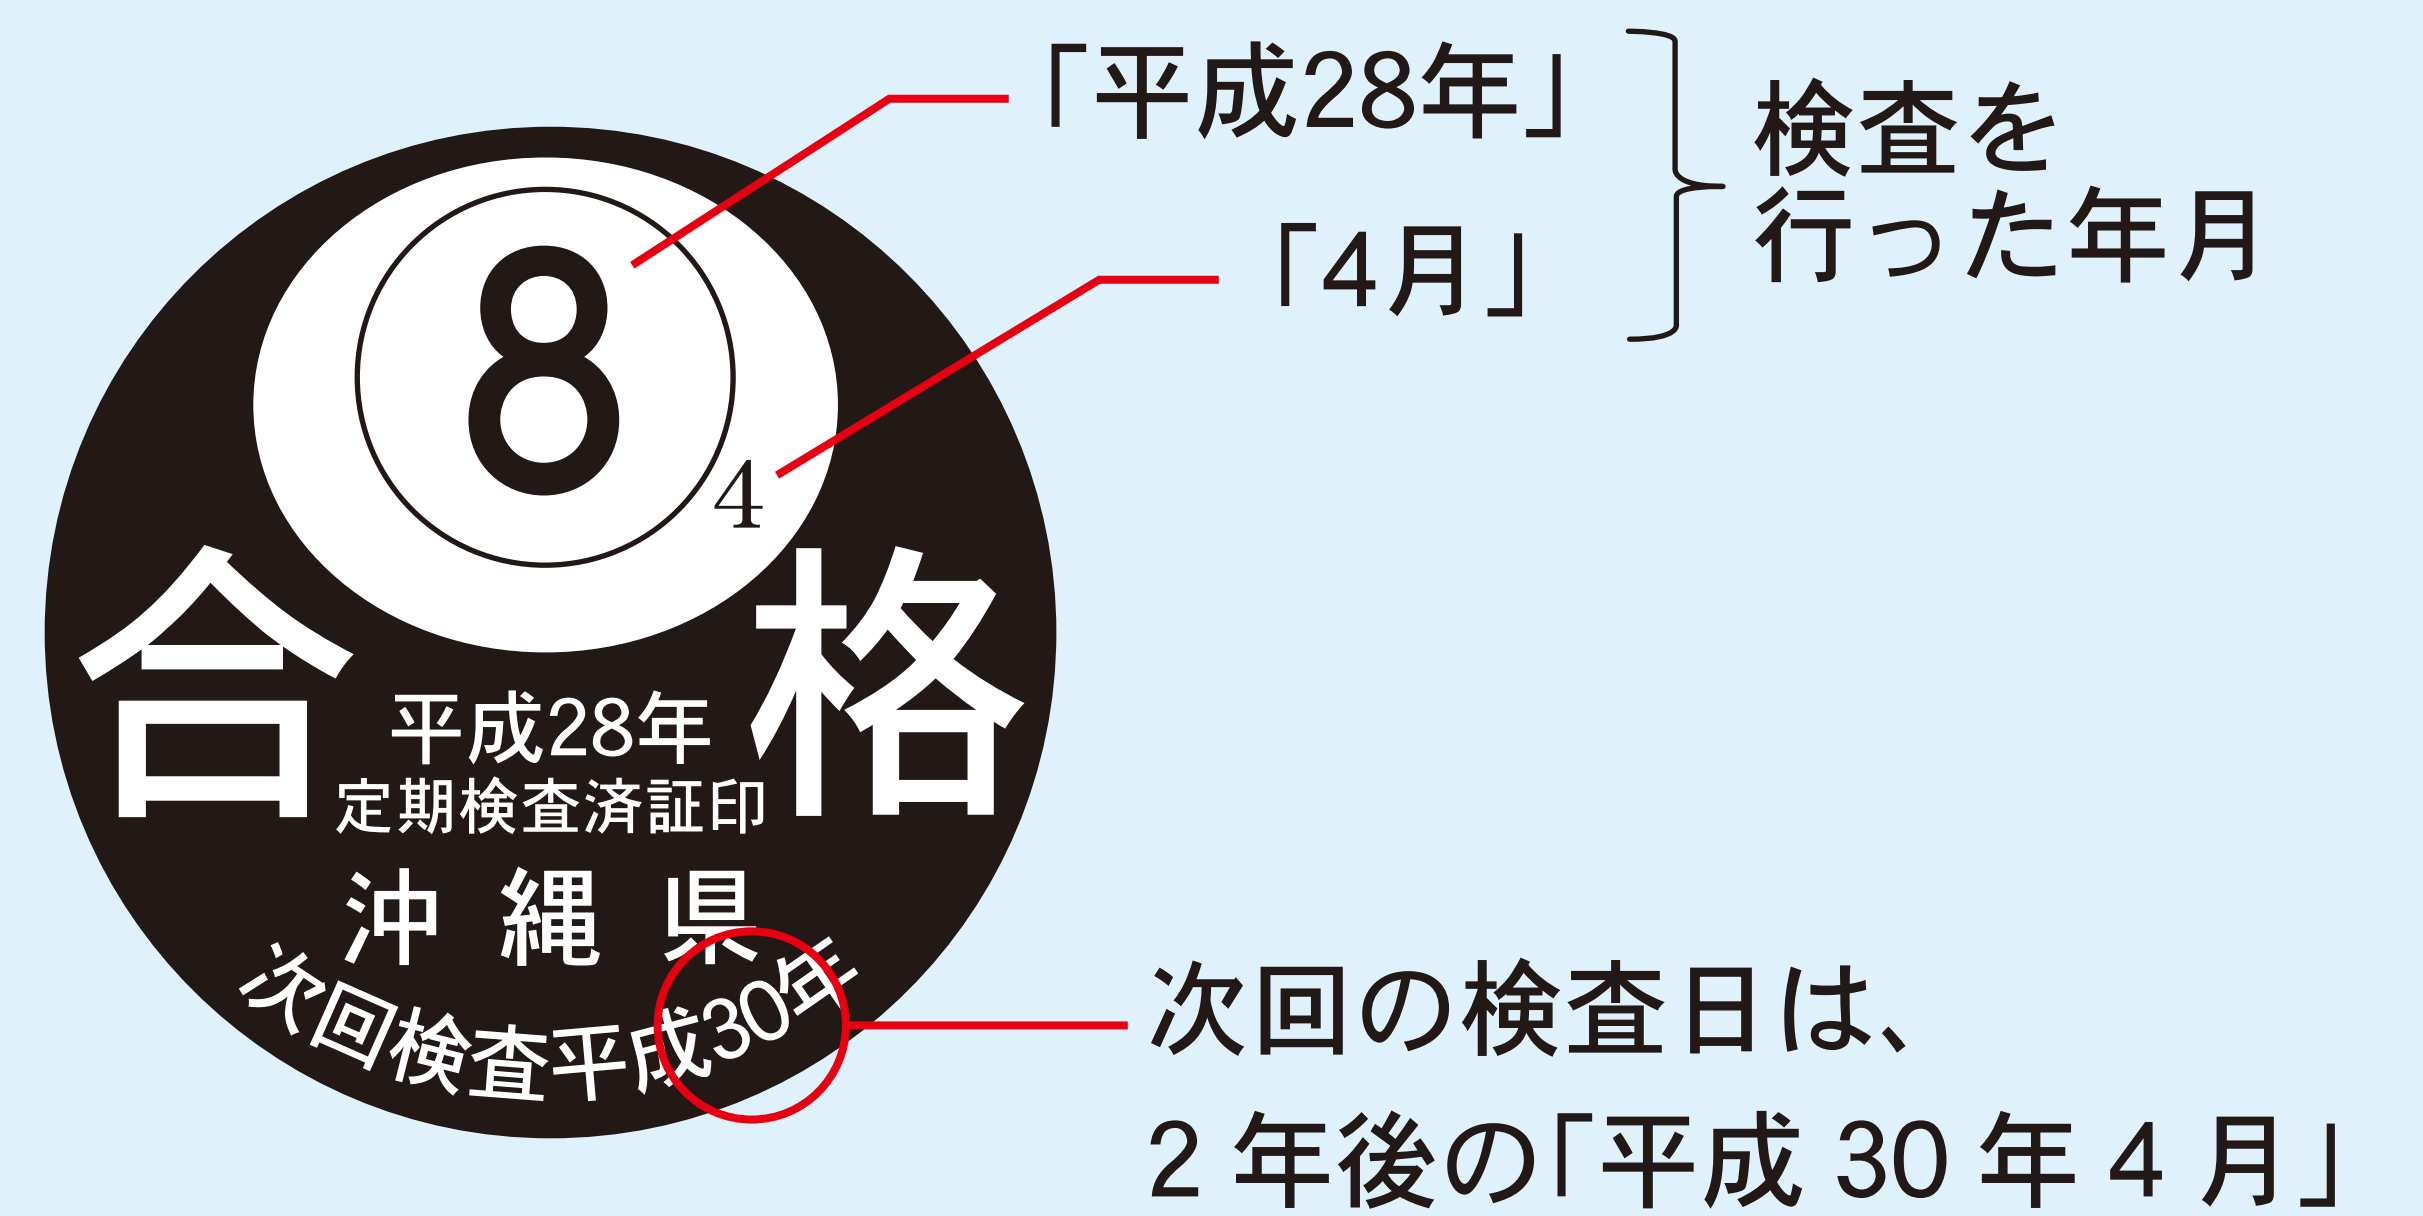 「平成28年」
「4月」
検査を
行った年月
8
4
合格
平成28年
定期検査済証印
沖縄県
次回検査平成30年
次回の検査日は、
2年後の「平成30年4月」